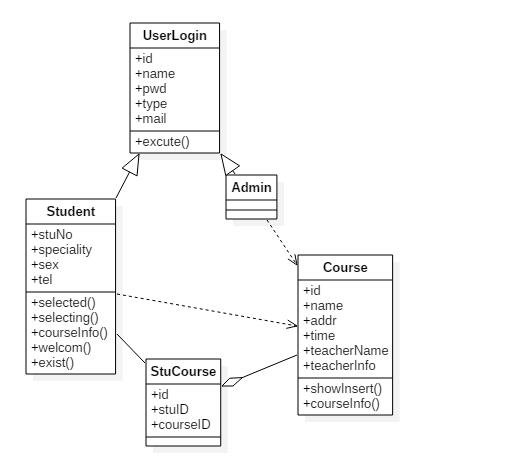 UserLogin
+id
+name
+pwd
+type
+mail
+excute()
Admin
Student
+stuNo
+speciality
+sex
+tel
+selected()
+selecting()
+courseInfo()
+welcom()
+exist()
Course
+id
+name
+addr
+time
+teacherName
+teacherInfo
+showInsert()
+courseInfo()
StuCourse
+id
+stuID
+courseID